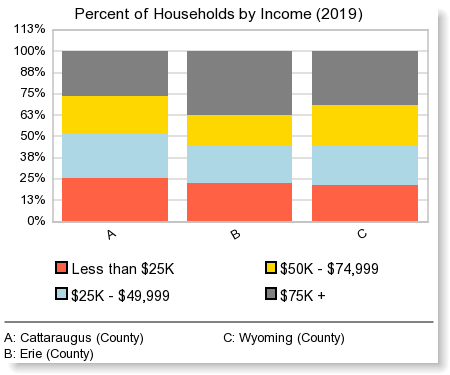 Percent of Households by Income (2019)
113%
100%
88%
75%
63%
50%
38%
25%
13%
0%
A B C
Less than $25K $50K - $74,999
$25K - $49,999 $75K +
A: Cattaraugus (County) C: Wyoming (County)
B: Erie (County)